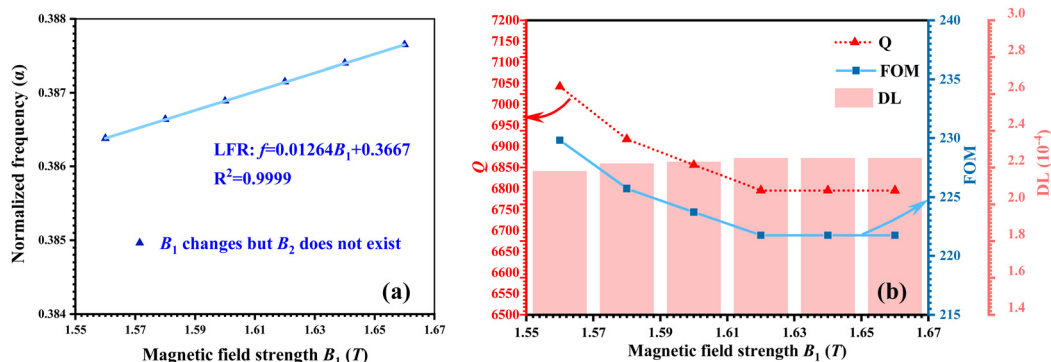 (a)
0.388
0.387
0.386
0.385
0.384
Normalized frequency (α)
LFR: f=0.01264B₁+0.3667
R²=0.9999
B₁ changes but B₂ does not exist
1.55 1.57 1.59 1.61 1.63 1.65 1.67
Magnetic field strength B₁ (T)
(b)
7200
7150
7100
7050
7000
6950
6900
6850
6800
6750
6700
6650
6600
6550
6500
Q
Q
FOM
DL
240
235
230
225
220
215
FOM
3.0
2.8
2.6
2.4
2.2
2.0
1.8
1.6
1.4
DL (10⁻⁴)
1.55 1.57 1.59 1.61 1.63 1.65 1.67
Magnetic field strength B₁ (T)